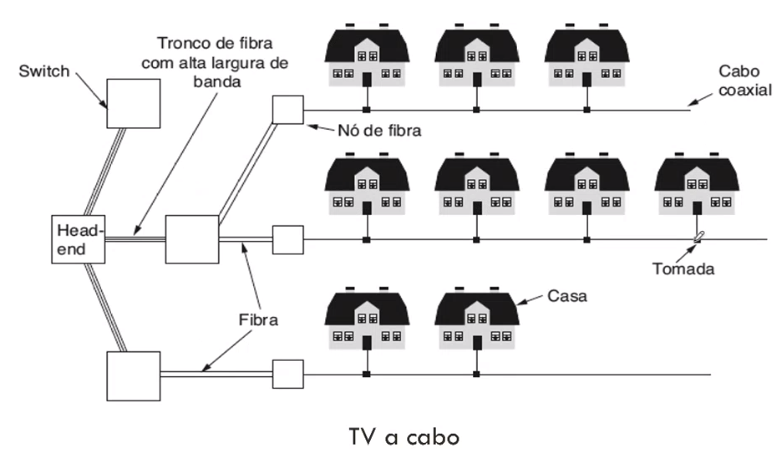 Tronco de fibra
com alta largura de
banda
Switch
Cabo
coaxial
Nó de fibra
Head-
end
Tomada
Casa
Fibra
TV a cabo